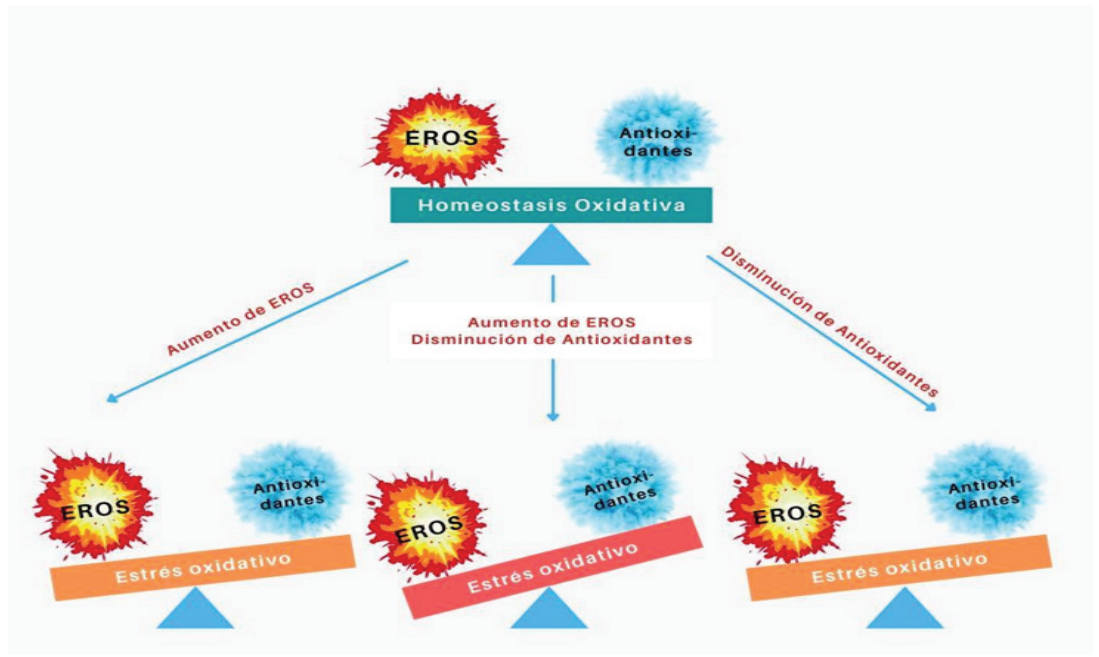 EROS
Antioxi-
dantes
Homeostasis Oxidativa
Aumento de EROS
Aumento de EROS
Disminución de Antioxidantes
Disminución de Antioxidantes
EROS
Antioxi-
dantes
Estrés oxidativo
EROS
Antioxi-
dantes
Estrés oxidativo
EROS
Antioxi-
dantes
Estrés oxidativo